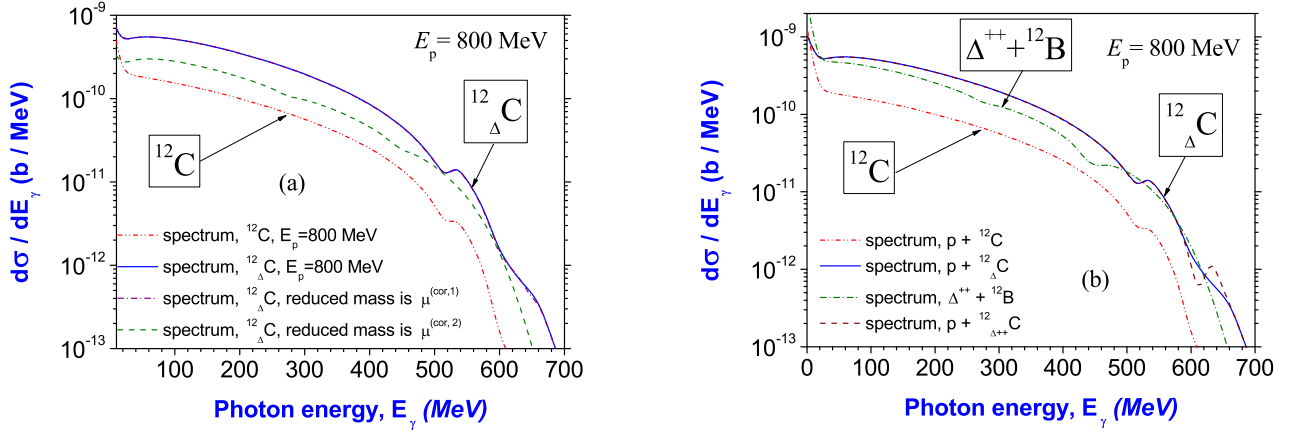 10⁻⁹
10⁻¹⁰
10⁻¹¹
10⁻¹²
10⁻¹³
dσ / dE_γ (b / MeV)
E_p = 800 MeV
¹²_Δ C
¹²C
(a)
spectrum, ¹²C, E_p=800 MeV
spectrum, ¹²_Δ C, E_p=800 MeV
spectrum, ¹²_Δ C, reduced mass is μ^(cor,1)
spectrum, ¹²_Δ C, reduced mass is μ^(cor, 2)
100 200 300 400 500 600 700
Photon energy, E_γ (MeV)
10⁻⁹
10⁻¹⁰
10⁻¹¹
10⁻¹²
10⁻¹³
dσ / dE_γ (b / MeV)
Δ⁺⁺ + ¹²B
E_p = 800 MeV
¹²_Δ C
¹²C
(b)
spectrum, p + ¹²C
spectrum, p + ¹²_Δ C
spectrum, Δ⁺⁺ + ¹²B
spectrum, p + ¹²_Δ++ C
0 100 200 300 400 500 600 700
Photon energy, E_γ (MeV)